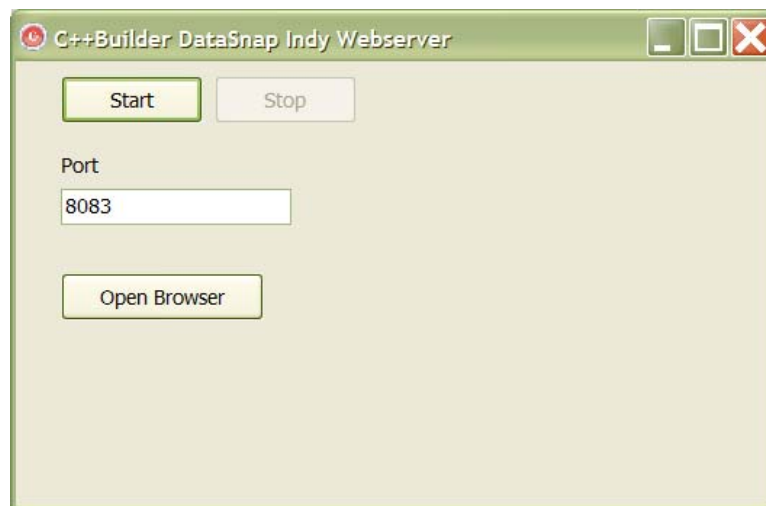 C++Builder DataSnap Indy Webserver
Start Stop
Port
8083
Open Browser